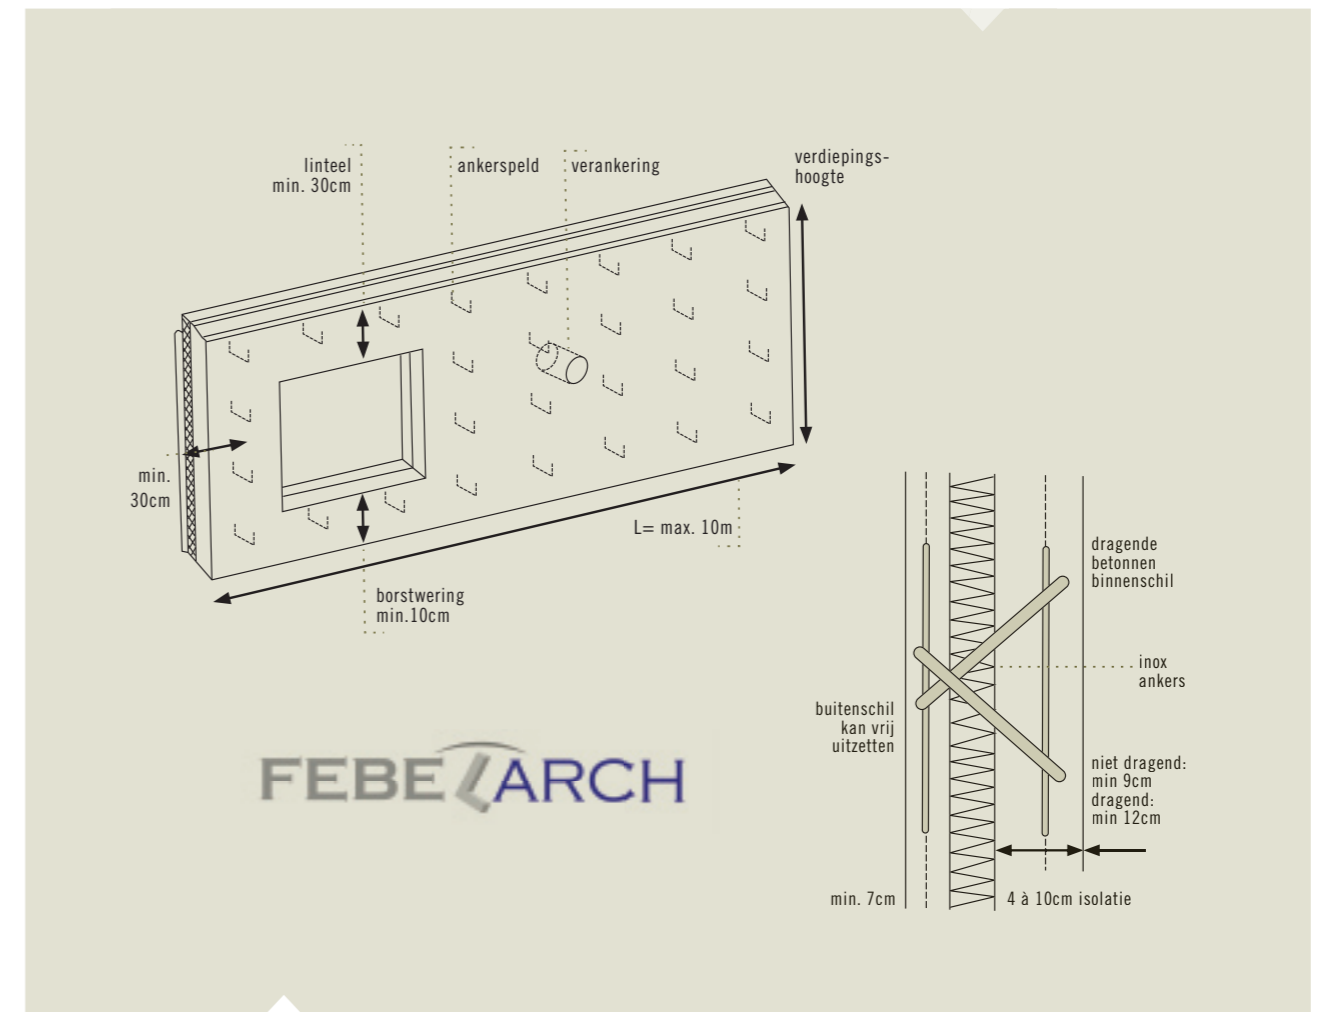 linteel
min. 30cm
ankerspeld
verankering
verdiepings-
hoogte
min.
30cm
L= max. 10m
borstwering
min.10cm
dragende
betonnen
binnenschil
inox
ankers
buitenschil
kan vrij
uitzetten
niet dragend:
min 9cm
dragend:
min 12cm
min. 7cm
4 à 10cm isolatie
FEBELARCH